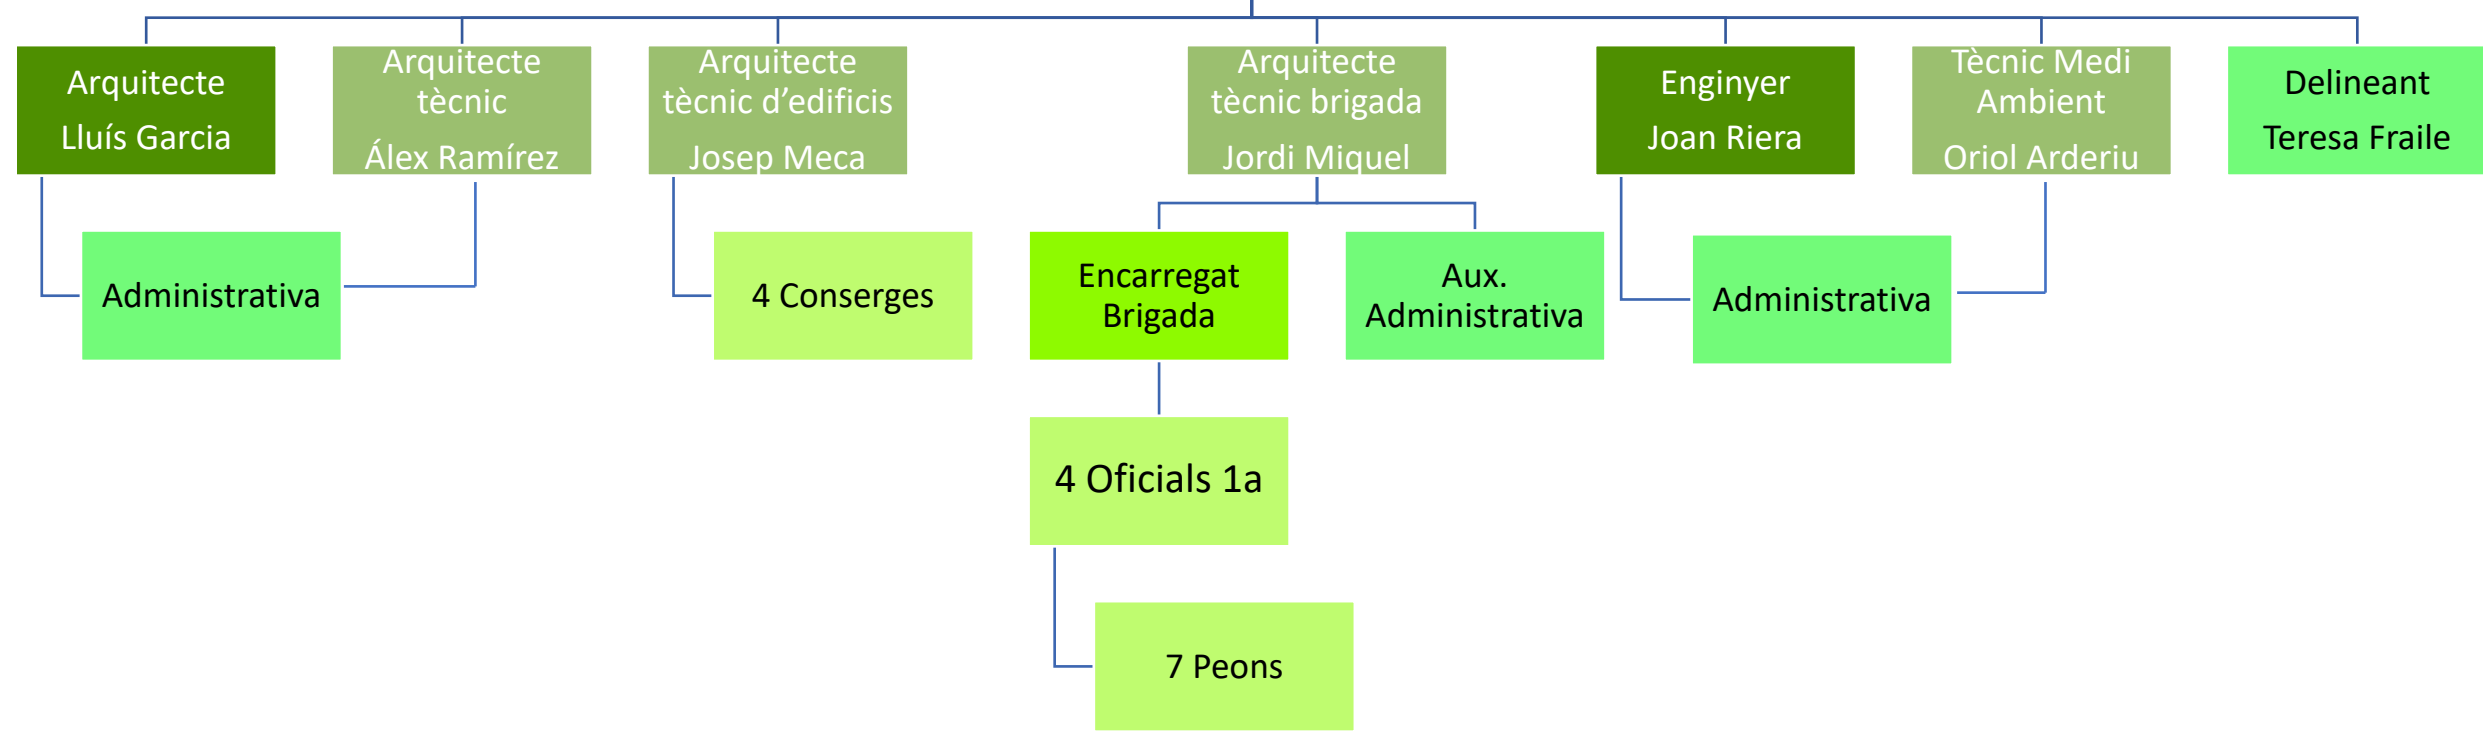 Arquitecte
Lluís Garcia
Arquitecte
tècnic
Álex Ramírez
Arquitecte
tècnic d’edificis
Josep Meca
Arquitecte
tècnic brigada
Jordi Miquel
Enginyer
Joan Riera
Tècnic Medi
Ambient
Oriol Arderiu
Delineant
Teresa Fraile
Administrativa
4 Conserges
Encarregat
Brigada
Aux.
Administrativa
Administrativa
4 Oficials 1a
7 Peons